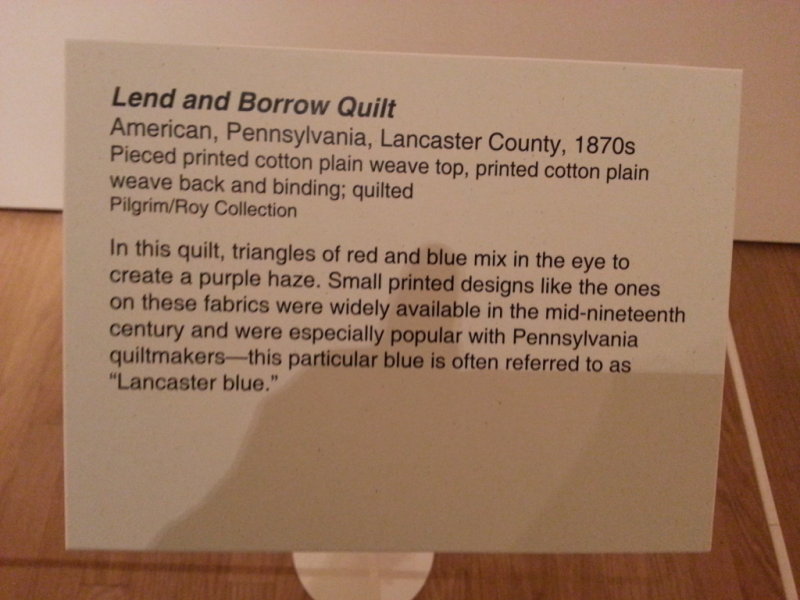 Lend and Borrow Quilt
American, Pennsylvania, Lancaster County, 1870s
Pieced printed cotton plain weave top, printed cotton plain
weave back and binding; quilted
Pilgrim/Roy Collection
In this quilt, triangles of red and blue mix in the eye to
create a purple haze. Small printed designs like the ones
on these fabrics were widely available in the mid-nineteenth
century and were especially popular with Pennsylvania
quiltmakers—this particular blue is often referred to as
“Lancaster blue.”